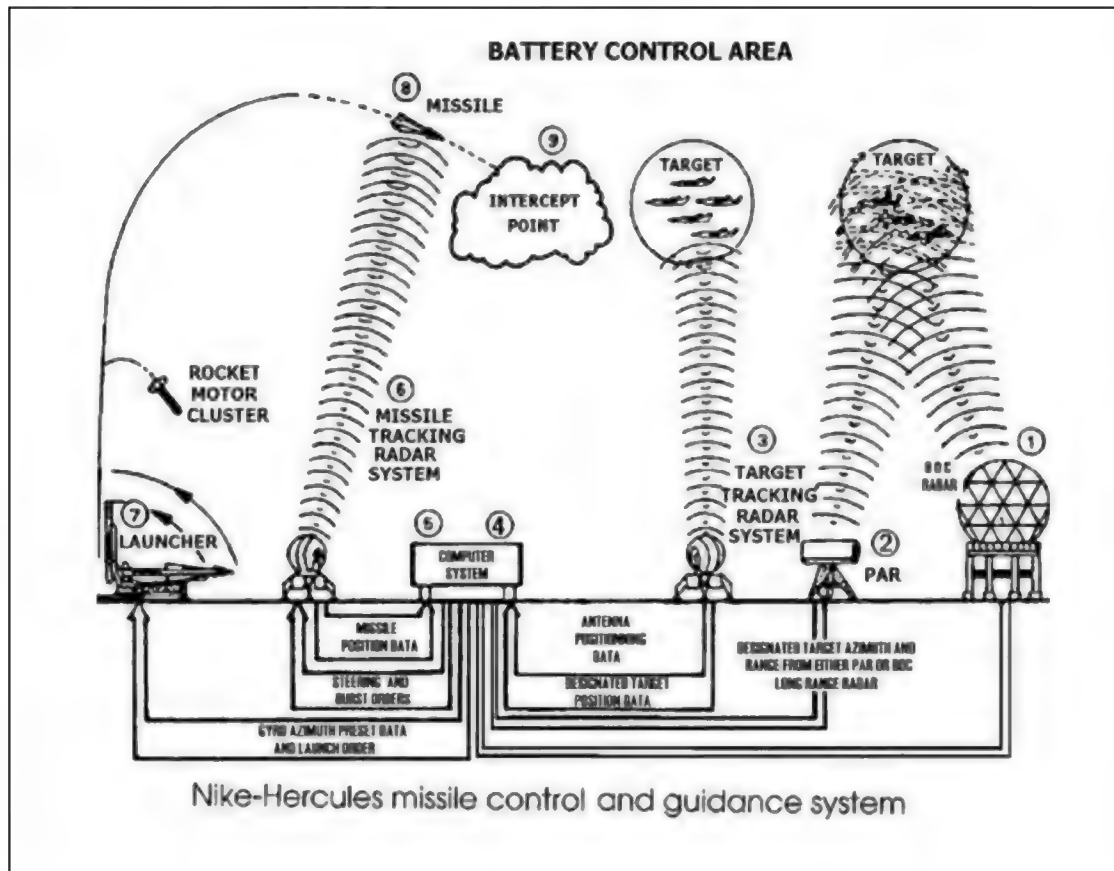 BATTERY CONTROL AREA
8
MISSILE
9
INTERCEPT
POINT
TARGET
TARGET
ROCKET
MOTOR
CLUSTER
6
MISSILE
TRACKING
RADAR
SYSTEM
3
TARGET
TRACKING
RADAR
SYSTEM
1
RADAR
7
LAUNCHER
5
4
COMPUTER
SYSTEM
2
PAR
MISSILE
POSITION DATA
STEERING AND
BURST ORDERS
GYRO AZIMUTH PRESET DATA
AND LAUNCH ORDER
ANTENNA
POSITIONNING
DATA
DESIGNATED TARGET
POSITION DATA
DESIGNATED TARGET AZIMUTH AND
RANGE FROM EITHER PAR OR BOC
LONG RANGE RADAR
Nike-Hercules missile control and guidance system